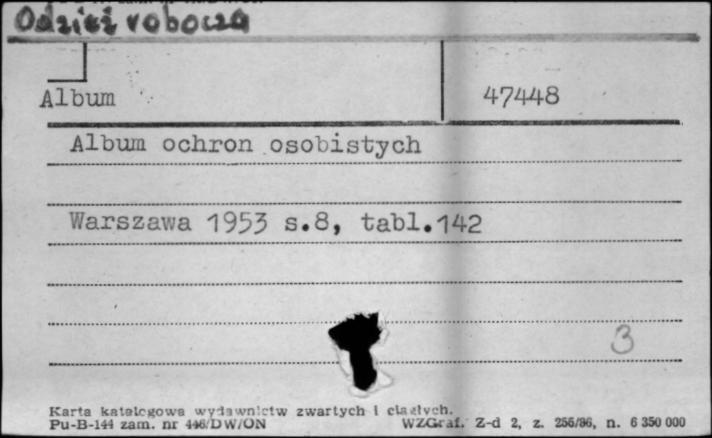 Odzież robocza
Album 47448
Album ochron osobistych
Warszawa 1953 s.8, tabl.142
3
Karta katalogowa wydawnictw zwartych i ciągłych.
Pu-B-144 zam. nr 446/DW/ON WZGraf. Z-d 2, z. 256/86, n. 6 350 000